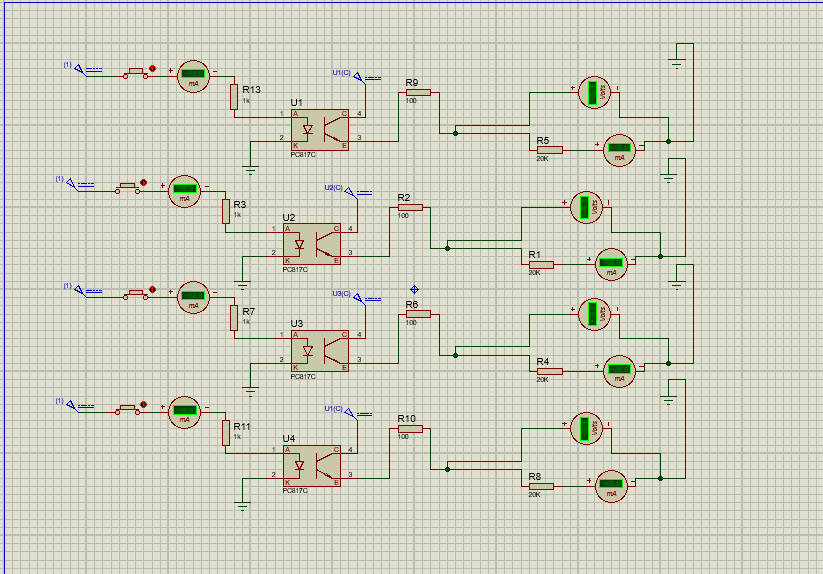 (1)
U1(C)
R9
100
+
-
mA
R13
1k
U1
1
A
C
4
2
K
E
3
PC817C
+
-
Volts
R5
20K
+
-
mA
(1)
U2(C)
R2
100
+
-
mA
R3
1k
U2
1
A
C
4
2
K
E
3
PC817C
+
-
Volts
R1
20K
+
-
mA
(1)
U3(C)
R6
100
+
-
mA
R7
1k
U3
1
A
C
4
2
K
E
3
PC817C
+
-
Volts
R4
20K
+
-
mA
(1)
U1(C)
R10
100
+
-
mA
R11
1k
U4
1
A
C
4
2
K
E
3
PC817C
+
-
Volts
R8
20K
+
-
mA